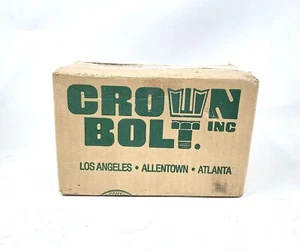 CROWN
BOLT. INC
LOS ANGELES • ALLENTOWN • ATLANTA